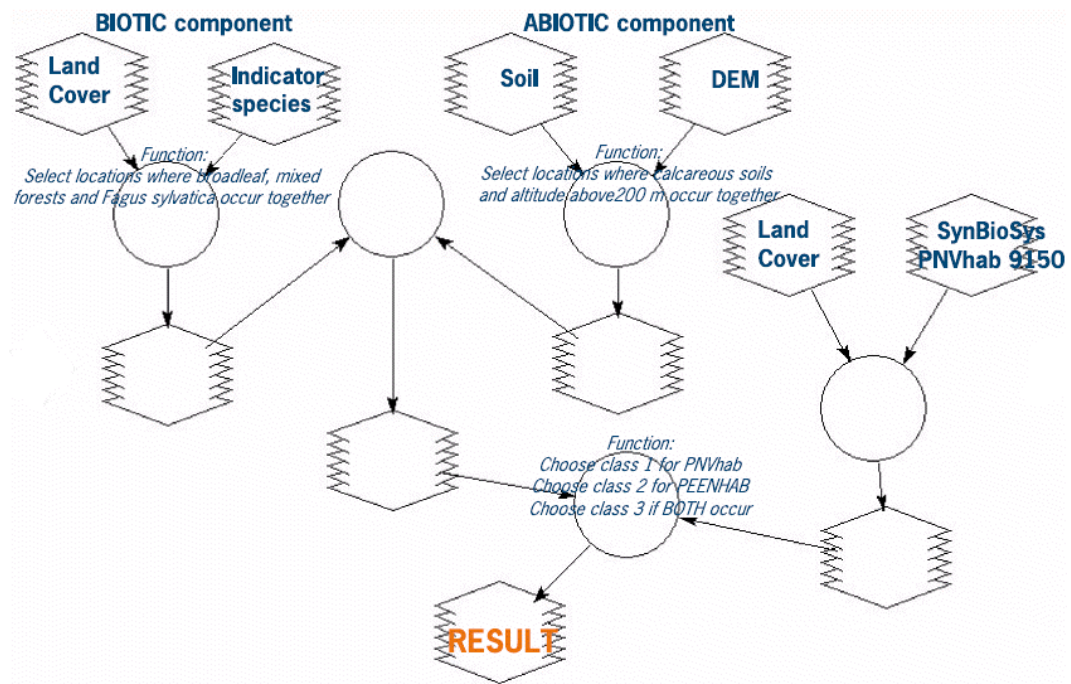 BIOTIC component
ABIOTIC component
Land
Cover
Indicator
species
Soil
DEM
Function:
Select locations where broadleaf, mixed
forests and Fagus sylvatica occur together
Function:
Select locations where calcareous soils
and altitude above200 m occur together
Land
Cover
SynBioSys
PNVhab 9150
Function:
Choose class 1 for PNVhab
Choose class 2 for PEENHAB
Choose class 3 if BOTH occur
RESULT